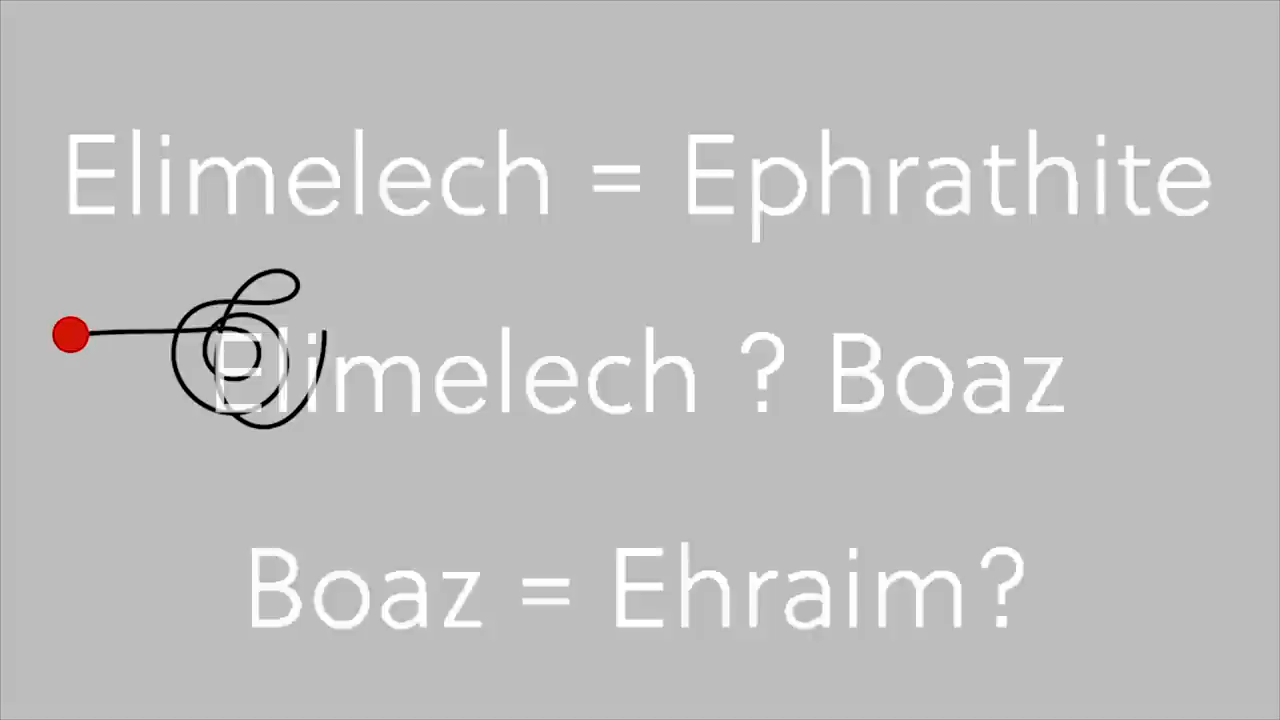 Elimelech = Ephrathite
Elimelech ? Boaz
Boaz = Ehraim?